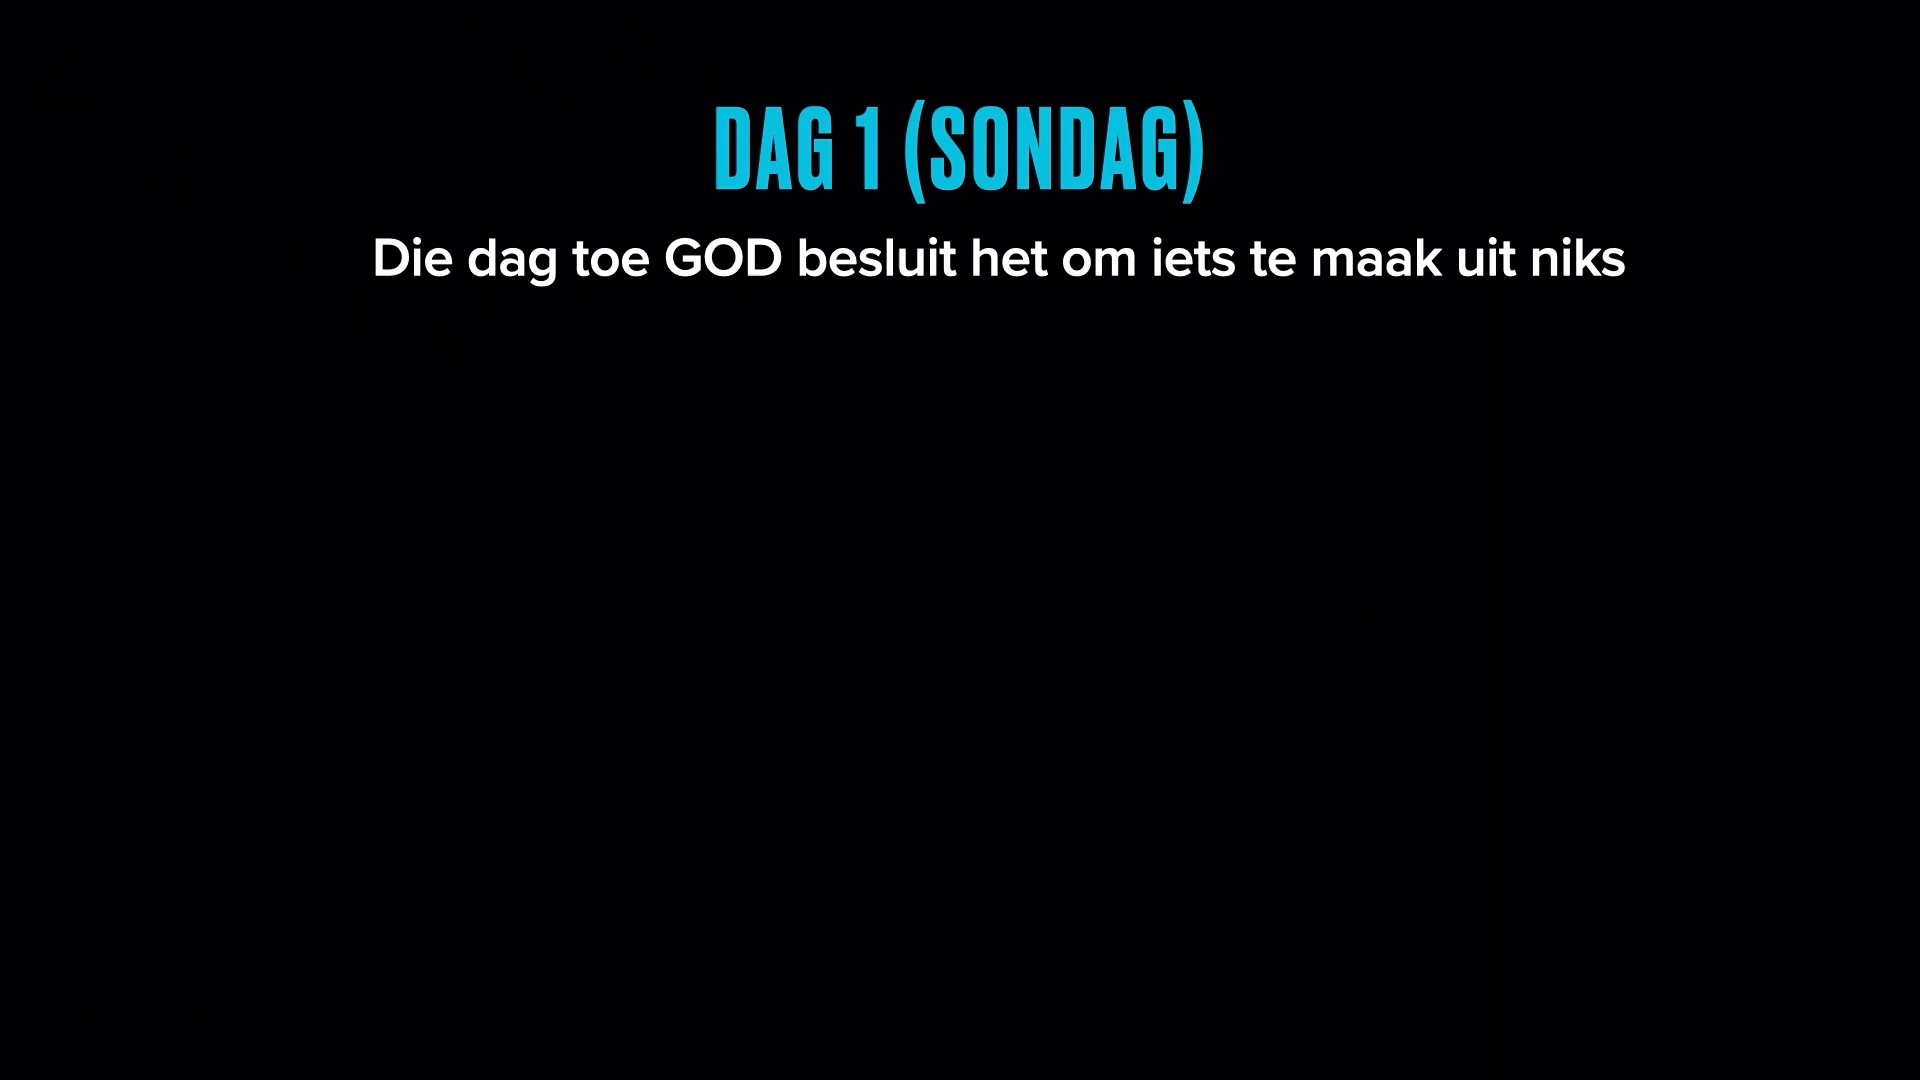 DAG 1 (SONDAG)
Die dag toe GOD besluit het om iets te maak uit niks